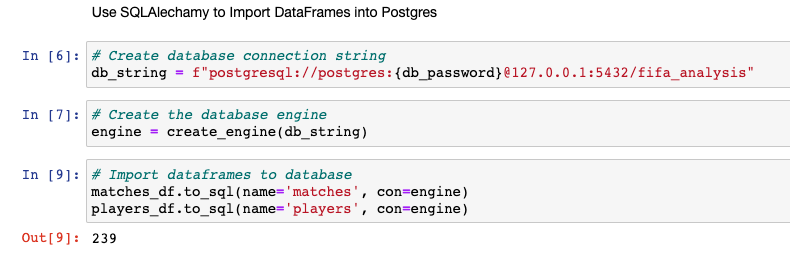 Use SQLAlechamy to Import DataFrames into Postgres
In [6]: # Create database connection string
db_string = f"postgresql://postgres:{db_password}@127.0.0.1:5432/fifa_analysis"
In [7]: # Create the database engine
engine = create_engine(db_string)
In [9]: # Import dataframes to database
matches_df.to_sql(name='matches', con=engine)
players_df.to_sql(name='players', con=engine)
Out[9]: 239